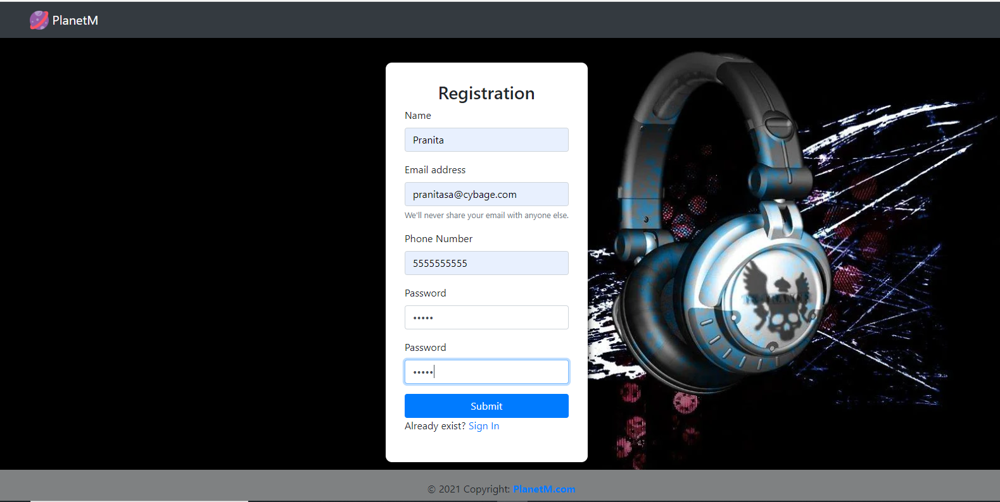 PlanetM
Registration
Name
Pranita
Email address
pranitasa@cybage.com
We'll never share your email with anyone else.
Phone Number
5555555555
Password
•••••
Password
•••••
Submit
Already exist? Sign In
© 2021 Copyright: PlanetM.com